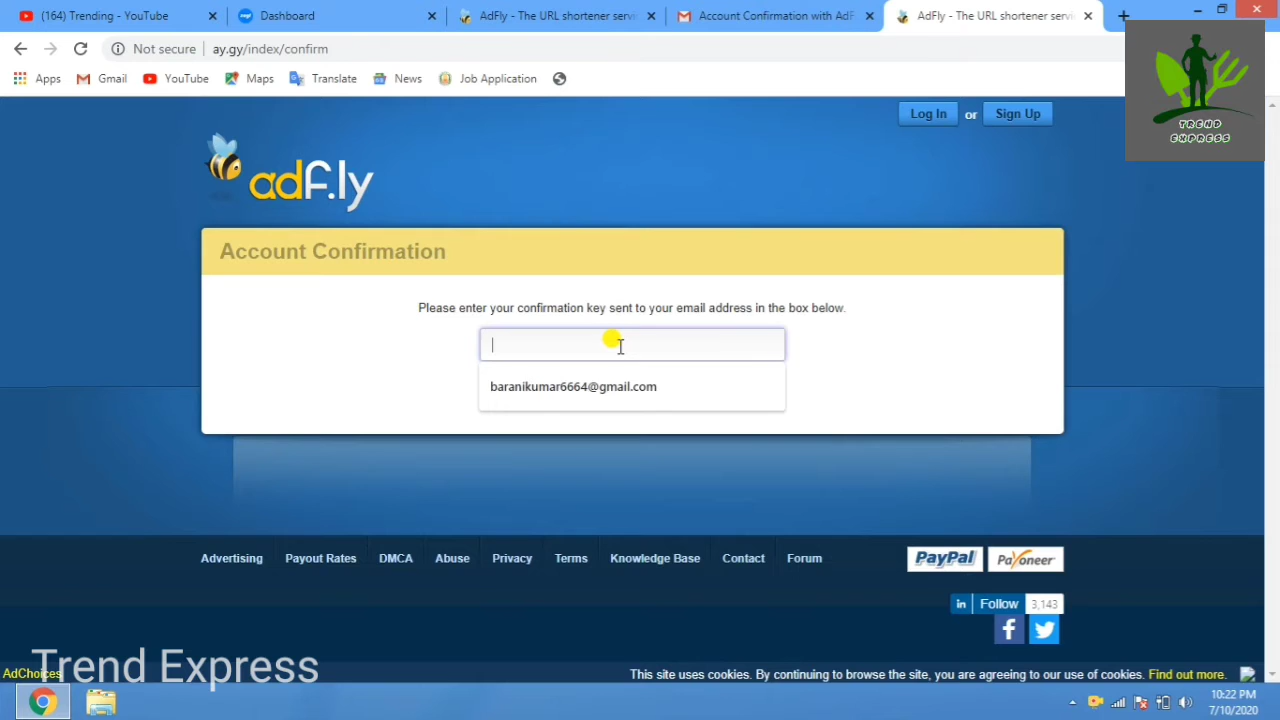 (164) Trending - YouTube
Dashboard
AdFly - The URL shortener serv
Account Confirmation with AdF
AdFly - The URL shortener servi
Not secure
ay.gy/index/confirm
Apps
Gmail
YouTube
Maps
Translate
News
Job Application
TREND
EXPRESS
Log In or Sign Up
adf.ly
Account Confirmation
Please enter your confirmation key sent to your email address in the box below.
baranikumar6664@gmail.com
Advertising
Payout Rates
DMCA
Abuse
Privacy
Terms
Knowledge Base
Contact
Forum
PayPal
Payoneer
in Follow 3,143
Trend Express
AdChoices
This site uses cookies. By continuing to browse the site, you are agreeing to our use of cookies. Find out more.
10:22 PM
7/10/2020